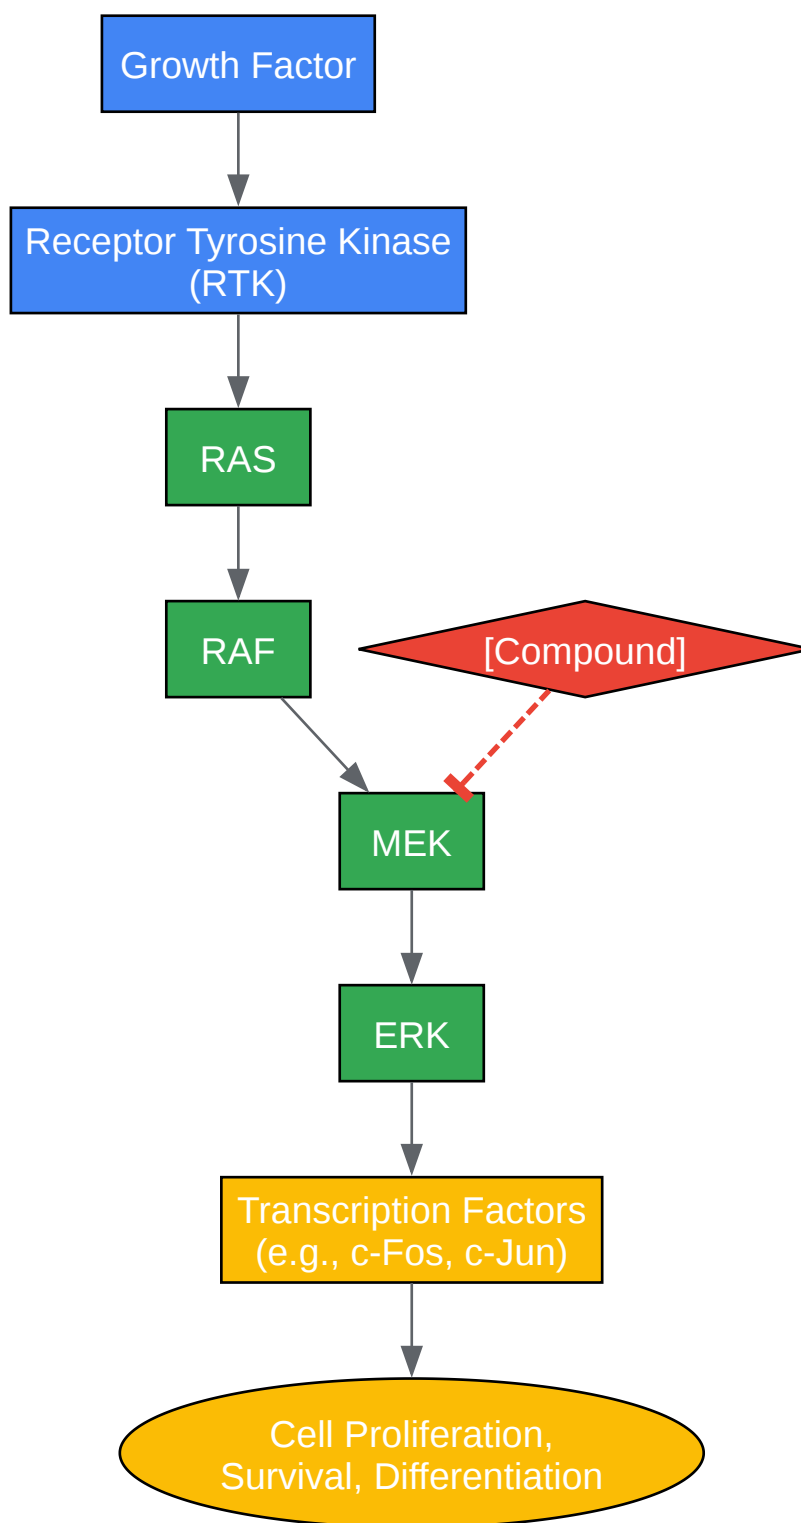 Growth Factor
Receptor Tyrosine Kinase
(RTK)
RAS
RAF
[Compound]
MEK
ERK
Transcription Factors
(e.g., c-Fos, c-Jun)
Cell Proliferation,
Survival, Differentiation